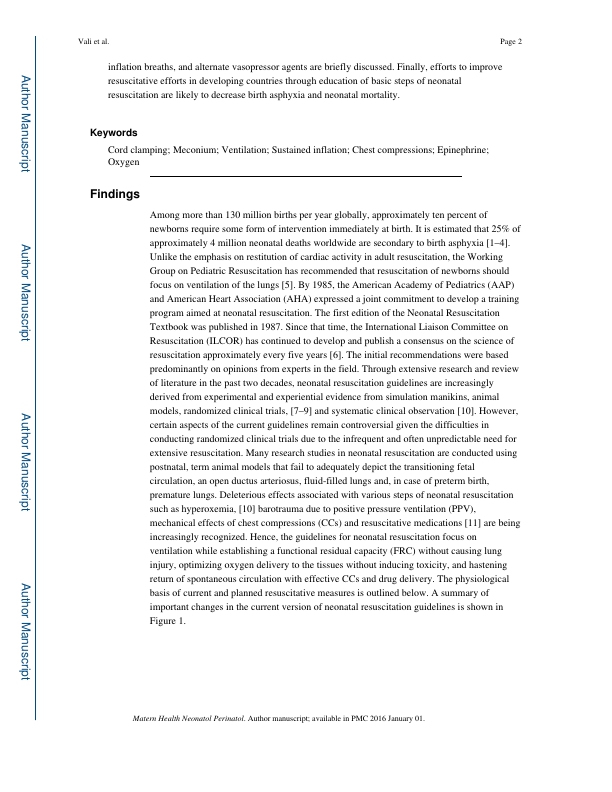 Vali et al.
Page 2
inflation breaths, and alternate vasopressor agents are briefly discussed. Finally, efforts to improve
resuscitative efforts in developing countries through education of basic steps of neonatal
resuscitation are likely to decrease birth asphyxia and neonatal mortality.
Keywords
Cord clamping; Meconium; Ventilation; Sustained inflation; Chest compressions; Epinephrine;
Oxygen
Findings
Among more than 130 million births per year globally, approximately ten percent of
newborns require some form of intervention immediately at birth. It is estimated that 25% of
approximately 4 million neonatal deaths worldwide are secondary to birth asphyxia [1–4].
Unlike the emphasis on restitution of cardiac activity in adult resuscitation, the Working
Group on Pediatric Resuscitation has recommended that resuscitation of newborns should
focus on ventilation of the lungs [5]. By 1985, the American Academy of Pediatrics (AAP)
and American Heart Association (AHA) expressed a joint commitment to develop a training
program aimed at neonatal resuscitation. The first edition of the Neonatal Resuscitation
Textbook was published in 1987. Since that time, the International Liaison Committee on
Resuscitation (ILCOR) has continued to develop and publish a consensus on the science of
resuscitation approximately every five years [6]. The initial recommendations were based
predominantly on opinions from experts in the field. Through extensive research and review
of literature in the past two decades, neonatal resuscitation guidelines are increasingly
derived from experimental and experiential evidence from simulation manikins, animal
models, randomized clinical trials, [7–9] and systematic clinical observation [10]. However,
certain aspects of the current guidelines remain controversial given the difficulties in
conducting randomized clinical trials due to the infrequent and often unpredictable need for
extensive resuscitation. Many research studies in neonatal resuscitation are conducted using
postnatal, term animal models that fail to adequately depict the transitioning fetal
circulation, an open ductus arteriosus, fluid-filled lungs and, in case of preterm birth,
premature lungs. Deleterious effects associated with various steps of neonatal resuscitation
such as hyperoxemia, [10] barotrauma due to positive pressure ventilation (PPV),
mechanical effects of chest compressions (CCs) and resuscitative medications [11] are being
increasingly recognized. Hence, the guidelines for neonatal resuscitation focus on
ventilation while establishing a functional residual capacity (FRC) without causing lung
injury, optimizing oxygen delivery to the tissues without inducing toxicity, and hastening
return of spontaneous circulation with effective CCs and drug delivery. The physiological
basis of current and planned resuscitative measures is outlined below. A summary of
important changes in the current version of neonatal resuscitation guidelines is shown in
Figure 1.
Matern Health Neonatol Perinatol. Author manuscript; available in PMC 2016 January 01.
Author Manuscript
Author Manuscript
Author Manuscript
Author Manuscript